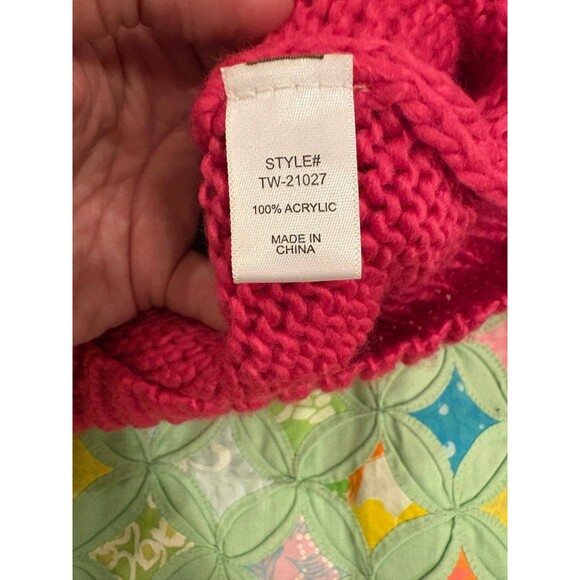 STYLE#
TW-21027
100% ACRYLIC
MADE IN
CHINA